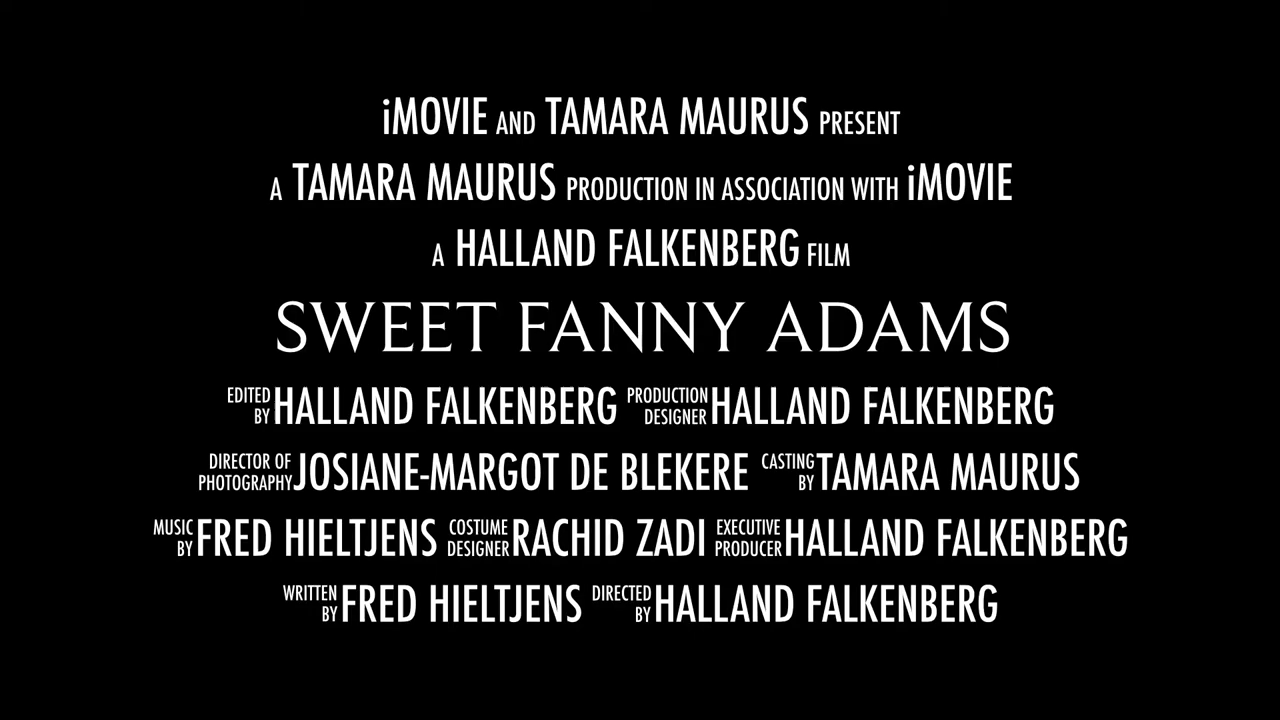 iMOVIE AND TAMARA MAURUS PRESENT
A TAMARA MAURUS PRODUCTION IN ASSOCIATION WITH iMOVIE
A HALLAND FALKENBERG FILM
SWEET FANNY ADAMS
EDITED BY HALLAND FALKENBERG PRODUCTION DESIGNER HALLAND FALKENBERG
DIRECTOR OF PHOTOGRAPHY JOSIANE-MARGOT DE BLEKERE CASTING BY TAMARA MAURUS
MUSIC BY FRED HIELTJENS COSTUME DESIGNER RACHID ZADI EXECUTIVE PRODUCER HALLAND FALKENBERG
WRITTEN BY FRED HIELTJENS DIRECTED BY HALLAND FALKENBERG